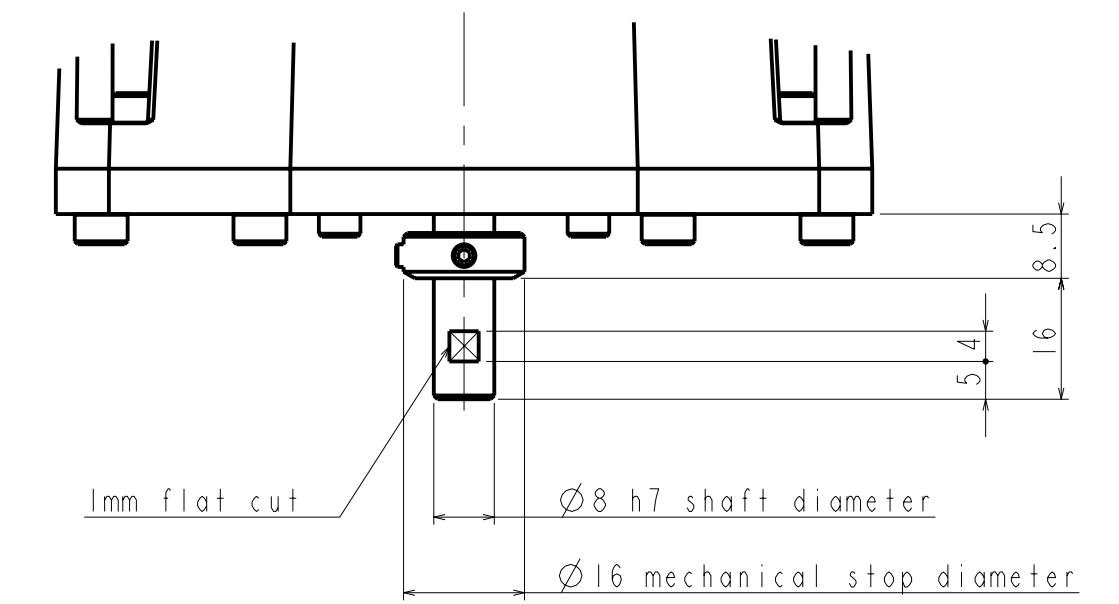 8.5
16
4
5
1mm flat cut
Ø8 h7 shaft diameter
Ø16 mechanical stop diameter